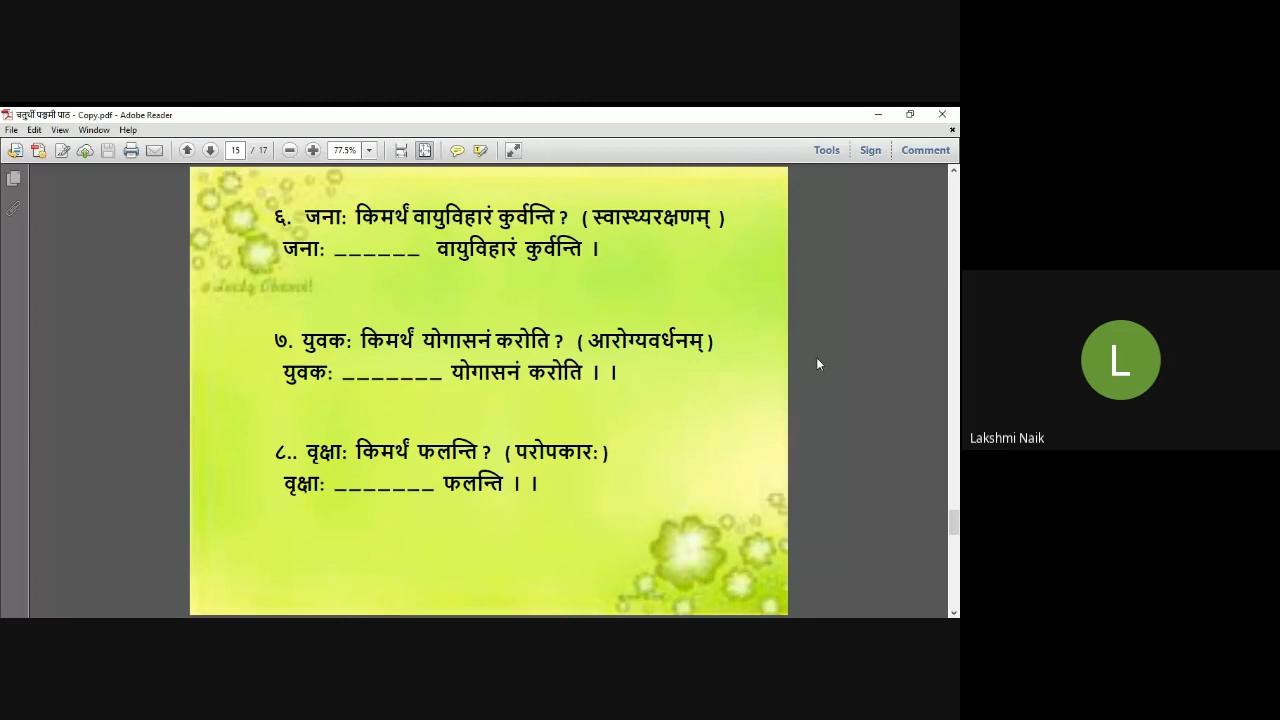 चतुर्थी पञ्चमी पाठ - Copy.pdf - Adobe Reader
File Edit View Window Help
15 / 17 77.5% Tools Sign Comment
६. जनाः किमर्थं वायुविहारं कुर्वन्ति ? ( स्वास्थ्यरक्षणम् )
जनाः ______ वायुविहारं कुर्वन्ति ।
७. युवकः किमर्थं योगासनं करोति ? ( आरोग्यवर्धनम् )
युवकः _______ योगासनं करोति । ।
८.. वृक्षाः किमर्थं फलन्ति ? ( परोपकारः )
वृक्षाः _______ फलन्ति । ।
L
Lakshmi Naik